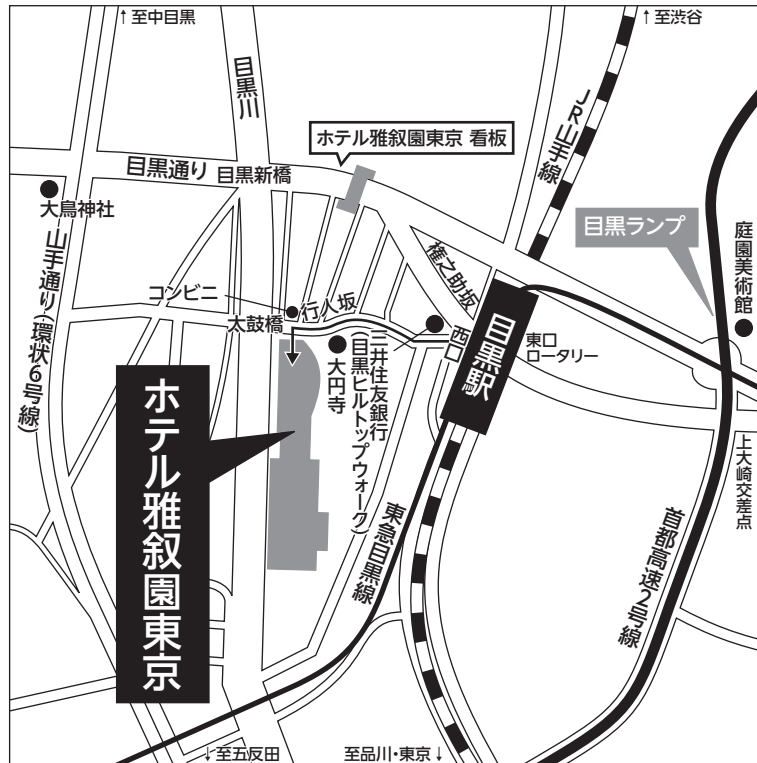 ↑至中目黒
↑至渋谷
目黒川
JR山手線
ホテル雅叙園東京 看板
目黒通り
目黒新橋
大鳥神社
目黒ランプ
庭園美術館
山手通り(環状6号線)
権之助坂
コンビニ
行人坂
太鼓橋
西口
目黒駅
東口
ロータリー
三井住友銀行
(目黒ヒルトップウォーク)
大円寺
ホテル雅叙園東京
上大崎交差点
東急目黒線
首都高速2号線
↓至五反田
至品川・東京↓